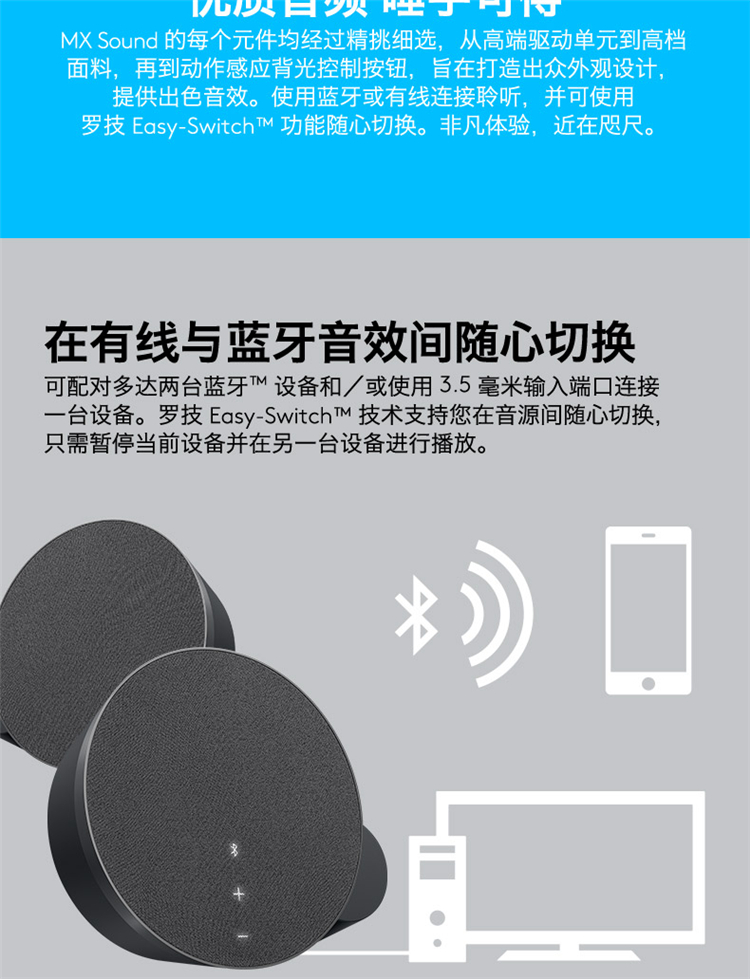 优质音频 唾手可得
MX Sound 的每个元件均经过精挑细选，从高端驱动单元到高档
面料，再到动作感应背光控制按钮，旨在打造出众外观设计，
提供出色音效。使用蓝牙或有线连接聆听，并可使用
罗技 Easy-Switch™ 功能随心切换。非凡体验，近在咫尺。
在有线与蓝牙音效间随心切换
可配对多达两台蓝牙™ 设备和／或使用 3.5 毫米输入端口连接
一台设备。罗技 Easy-Switch™ 技术支持您在音源间随心切换，
只需暂停当前设备并在另一台设备进行播放。